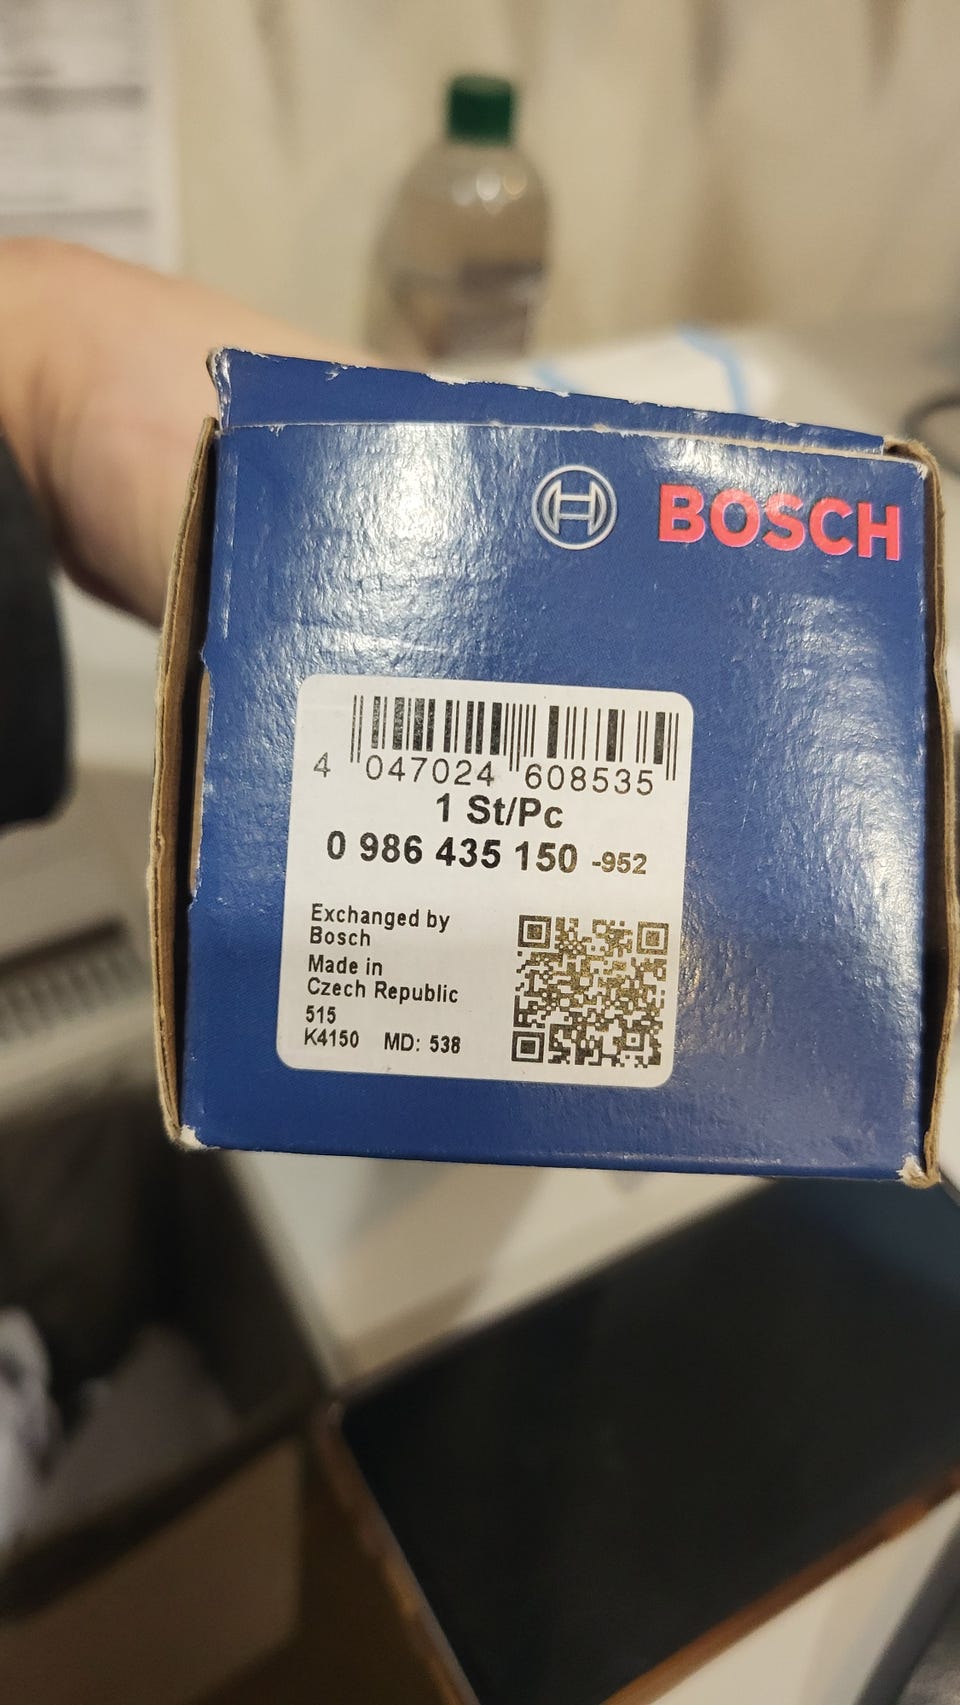 BOSCH
4 047024 608535
1 St/Pc
0 986 435 150 -952
Exchanged by
Bosch
Made in
Czech Republic
515
K4150 MD: 538